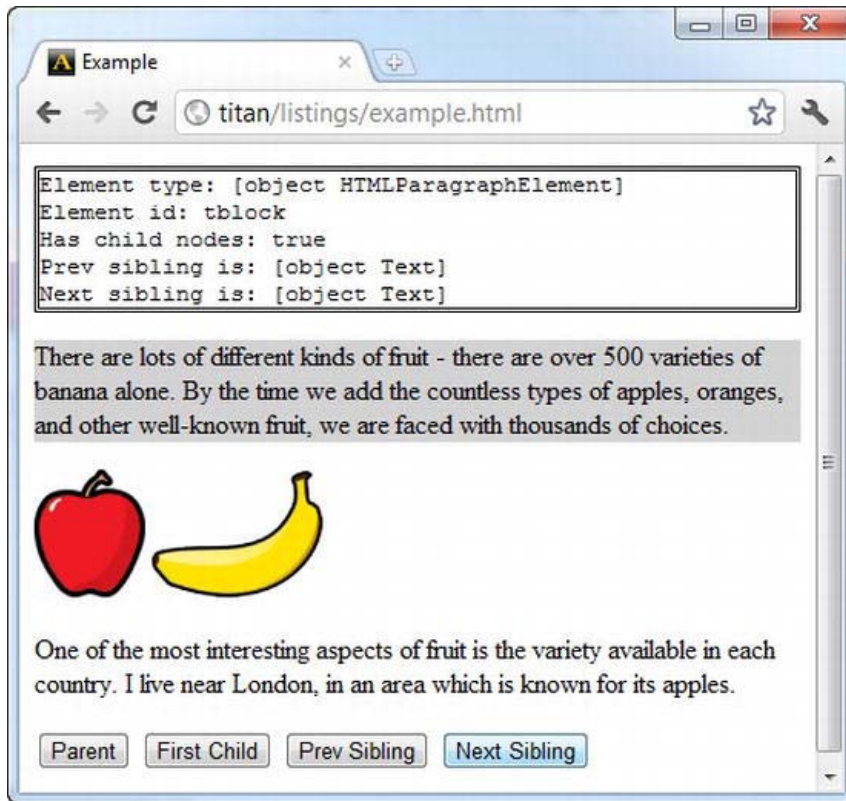 Example
titan/listings/example.html
Element type: [object HTMLParagraphElement]
Element id: tblock
Has child nodes: true
Prev sibling is: [object Text]
Next sibling is: [object Text]
There are lots of different kinds of fruit - there are over 500 varieties of
banana alone. By the time we add the countless types of apples, oranges,
and other well-known fruit, we are faced with thousands of choices.
One of the most interesting aspects of fruit is the variety available in each
country. I live near London, in an area which is known for its apples.
Parent First Child Prev Sibling Next Sibling